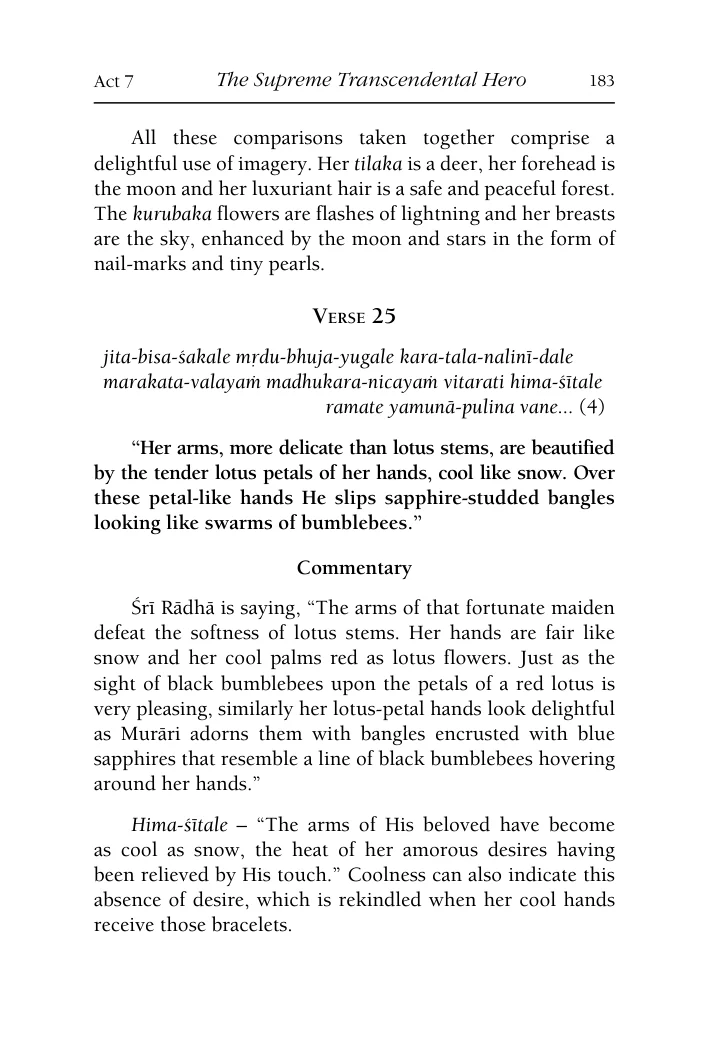 Act 7 The Supreme Transcendental Hero 183
All these comparisons taken together comprise a
delightful use of imagery. Her tilaka is a deer, her forehead is
the moon and her luxuriant hair is a safe and peaceful forest.
The kurubaka flowers are flashes of lightning and her breasts
are the sky, enhanced by the moon and stars in the form of
nail-marks and tiny pearls.
Verse 25
jita-bisa-śakale mṛdu-bhuja-yugale kara-tala-nalinī-dale
marakata-valayaṁ madhukara-nicayaṁ vitarati hima-śītale
ramate yamunā-pulina vane... (4)
“Her arms, more delicate than lotus stems, are beautified
by the tender lotus petals of her hands, cool like snow. Over
these petal-like hands He slips sapphire-studded bangles
looking like swarms of bumblebees.”
Commentary
Śrī Rādhā is saying, “The arms of that fortunate maiden
defeat the softness of lotus stems. Her hands are fair like
snow and her cool palms red as lotus flowers. Just as the
sight of black bumblebees upon the petals of a red lotus is
very pleasing, similarly her lotus-petal hands look delightful
as Murāri adorns them with bangles encrusted with blue
sapphires that resemble a line of black bumblebees hovering
around her hands.”
Hima-śītale – “The arms of His beloved have become
as cool as snow, the heat of her amorous desires having
been relieved by His touch.” Coolness can also indicate this
absence of desire, which is rekindled when her cool hands
receive those bracelets.